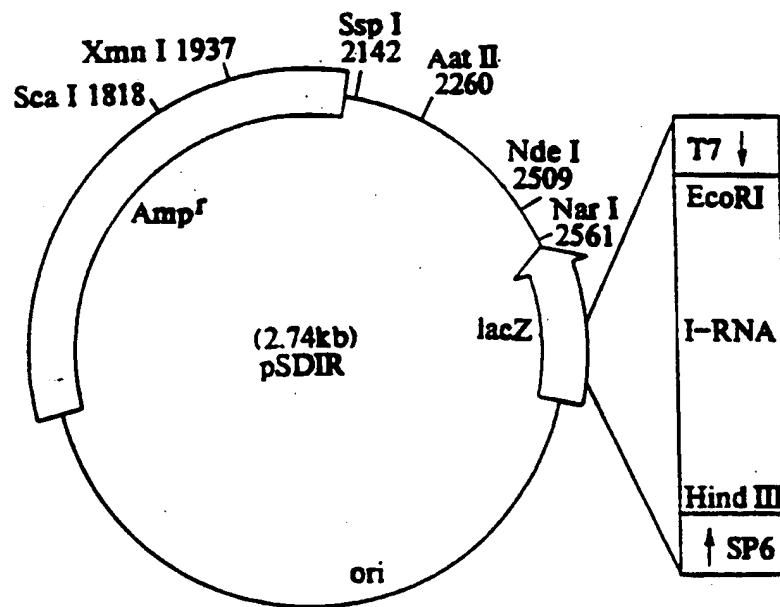 Ssp I
2142
Xmn I 1937
Aat II
2260
Sca I 1818
T7 ↓
Nde I
2509
EcoRI
Amp^r
Nar I
2561
(2.74kb)
pSDIR
lacZ
I-RNA
Hind III
↑ SP6
ori